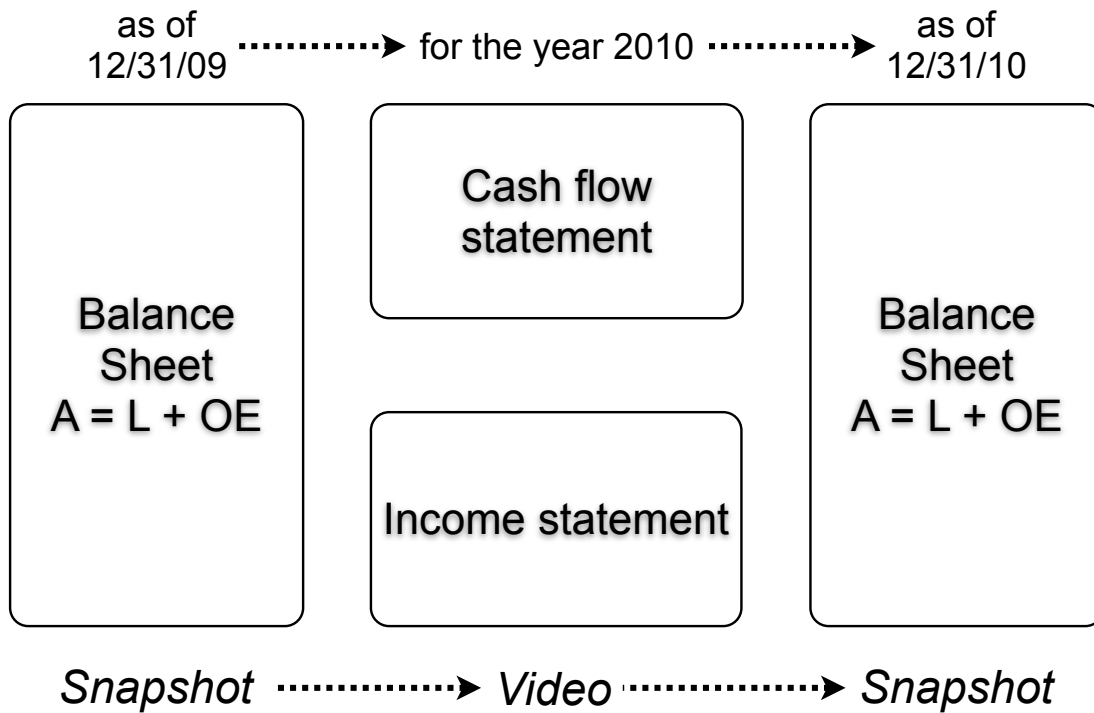 as of
12/31/09
for the year 2010
as of
12/31/10
Balance
Sheet
A = L + OE
Cash flow
statement
Income statement
Balance
Sheet
A = L + OE
Snapshot
Video
Snapshot